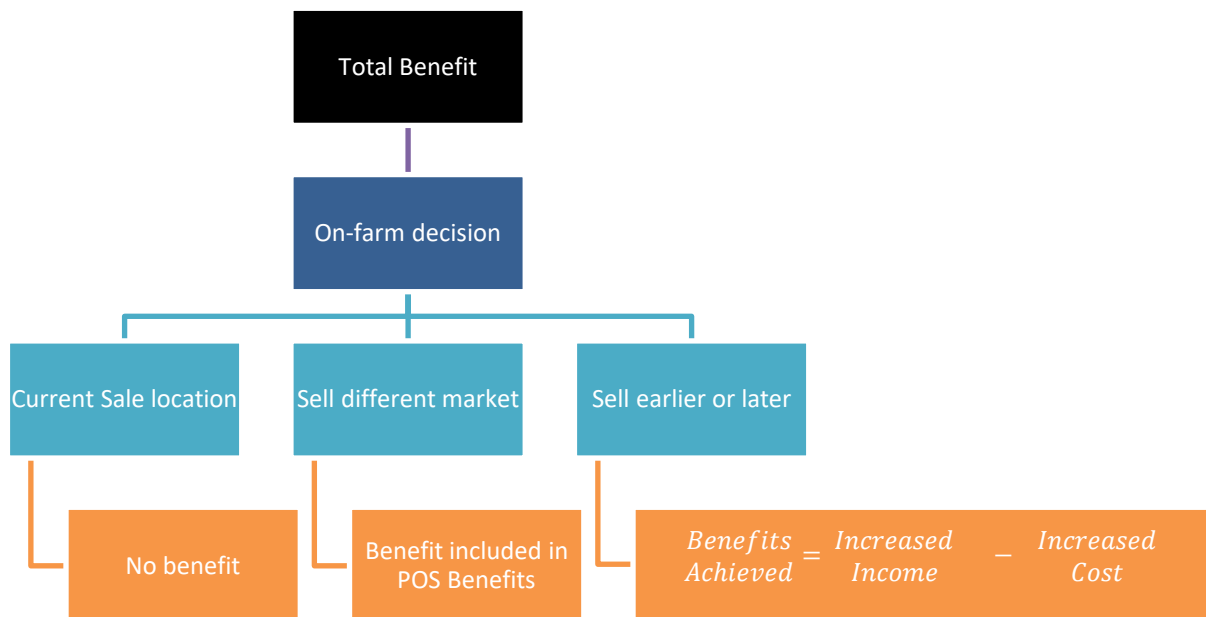 Total Benefit
On-farm decision
Current Sale location
Sell different market
Sell earlier or later
No benefit
Benefit included in
POS Benefits
Benefits Achieved = Increased Income − Increased Cost